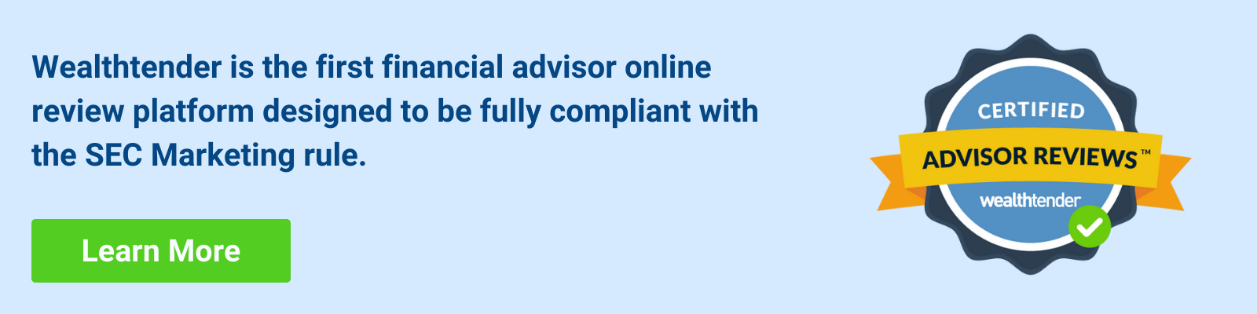 Wealthtender is the first financial advisor online
review platform designed to be fully compliant with
the SEC Marketing rule.
Learn More
CERTIFIED
ADVISOR REVIEWS™
wealthtender